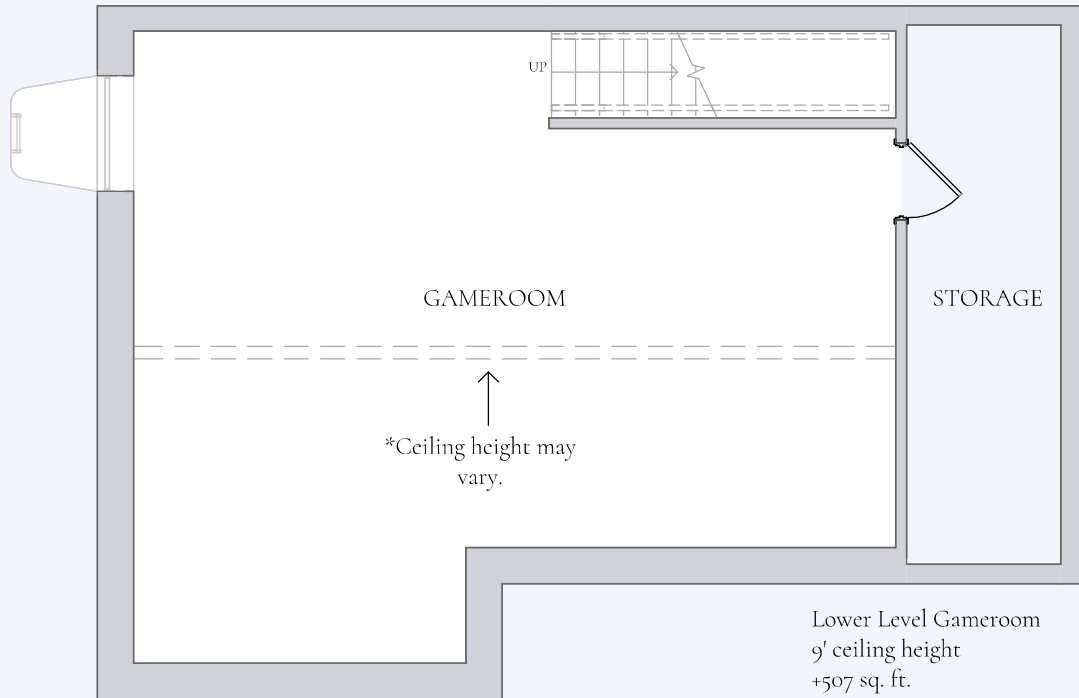 UP
GAMEROOM
STORAGE
*Ceiling height may
vary.
Lower Level Gameroom
9' ceiling height
+507 sq. ft.